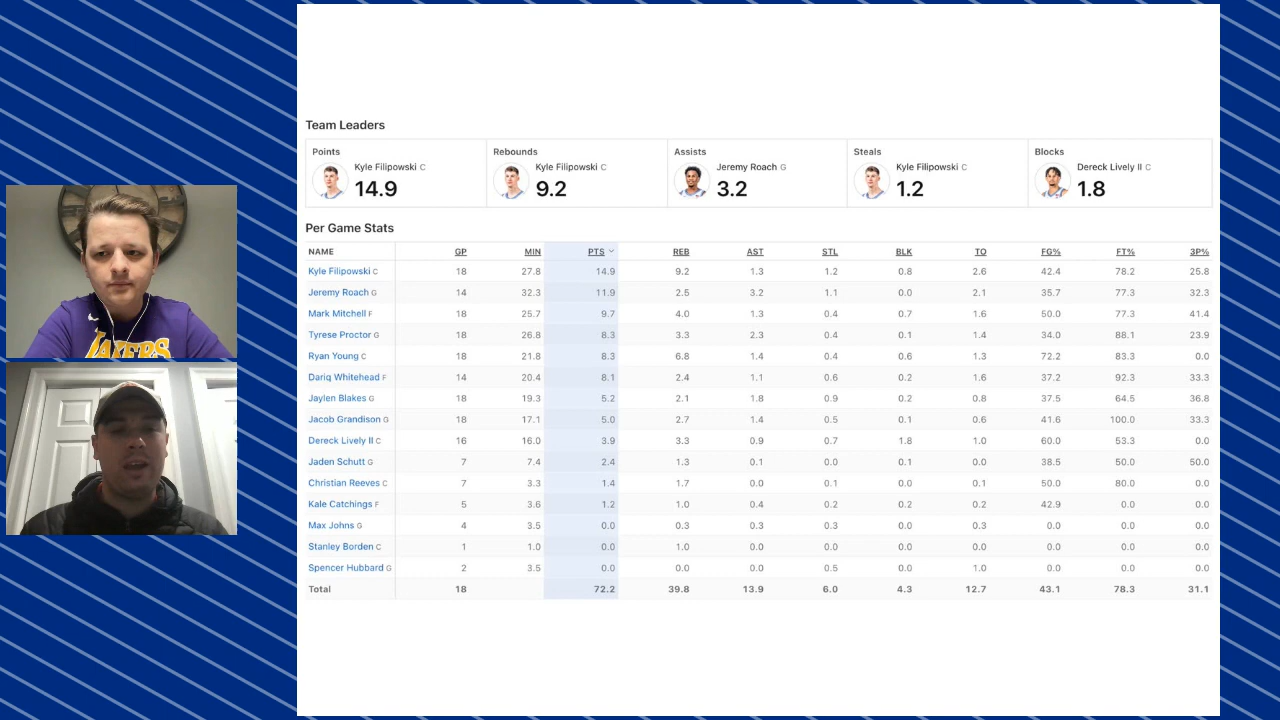 Team Leaders
Points Rebounds Assists Steals Blocks
Kyle Filipowski C Kyle Filipowski C Jeremy Roach G Kyle Filipowski C Dereck Lively II C
14.9 9.2 3.2 1.2 1.8
Per Game Stats
NAME GP MIN PTS REB AST STL BLK TO FG% FT% 3P%
Kyle Filipowski C 18 27.8 14.9 9.2 1.3 1.2 0.8 2.6 42.4 78.2 25.8
Jeremy Roach G 14 32.3 11.9 2.5 3.2 1.1 0.0 2.1 35.7 77.3 32.3
Mark Mitchell F 18 25.7 9.7 4.0 1.3 0.4 0.7 1.6 50.0 77.3 41.4
Tyrese Proctor G 18 26.8 8.3 3.3 2.3 0.4 0.1 1.4 34.0 88.1 23.9
Ryan Young C 18 21.8 8.3 6.8 1.4 0.4 0.6 1.3 72.2 83.3 0.0
Dariq Whitehead F 14 20.4 8.1 2.4 1.1 0.6 0.2 1.6 37.2 92.3 33.3
Jaylen Blakes G 18 19.3 5.2 2.1 1.8 0.9 0.2 0.8 37.5 64.5 36.8
Jacob Grandison G 18 17.1 5.0 2.7 1.4 0.5 0.1 0.6 41.6 100.0 33.3
Dereck Lively II C 16 16.0 3.9 3.3 0.9 0.7 1.8 1.0 60.0 53.3 0.0
Jaden Schutt G 7 7.4 2.4 1.3 0.1 0.0 0.1 0.0 38.5 50.0 50.0
Christian Reeves C 7 3.3 1.4 1.7 0.0 0.1 0.0 0.1 50.0 80.0 0.0
Kale Catchings F 5 3.6 1.2 1.0 0.4 0.2 0.2 0.2 42.9 0.0 0.0
Max Johns G 4 3.5 0.0 0.3 0.3 0.3 0.0 0.3 0.0 0.0 0.0
Stanley Borden C 1 1.0 0.0 1.0 0.0 0.0 0.0 0.0 0.0 0.0 0.0
Spencer Hubbard G 2 3.5 0.0 0.0 0.0 0.5 0.0 1.0 0.0 0.0 0.0
Total 18 72.2 39.8 13.9 6.0 4.3 12.7 43.1 78.3 31.1
LAKERS